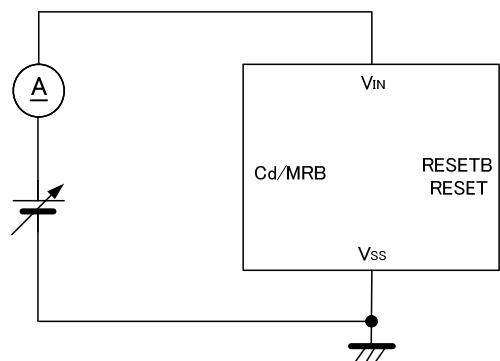 A
VIN
Cd/MRB
RESETB
RESET
VSS